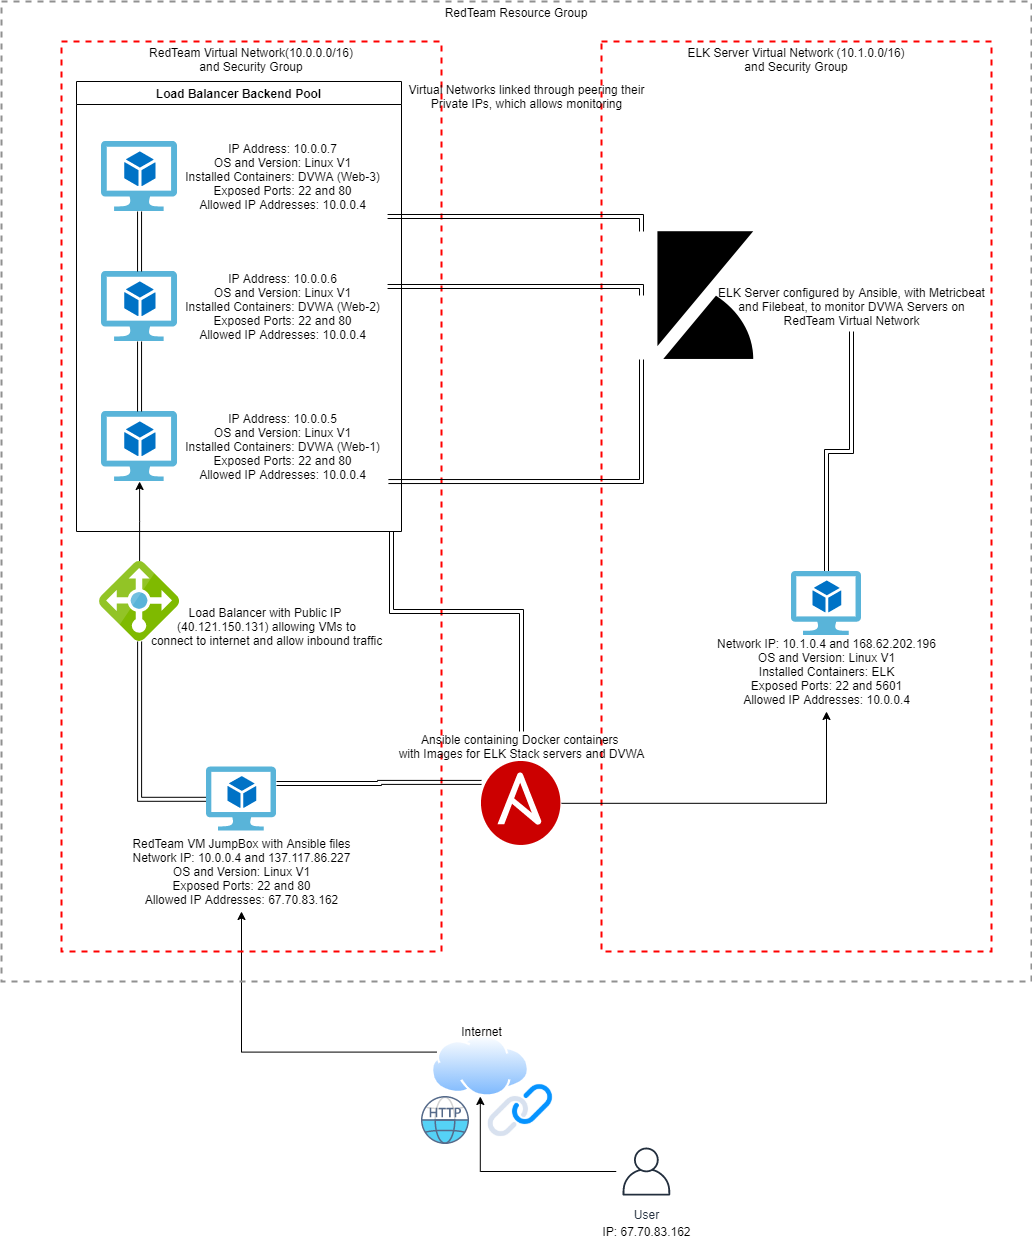 RedTeam Resource Group
RedTeam Virtual Network(10.0.0.0/16)
and Security Group
ELK Server Virtual Network (10.1.0.0/16)
and Security Group
Load Balancer Backend Pool
Virtual Networks linked through peering their
Private IPs, which allows monitoring
IP Address: 10.0.0.7
OS and Version: Linux V1
Installed Containers: DVWA (Web-3)
Exposed Ports: 22 and 80
Allowed IP Addresses: 10.0.0.4
IP Address: 10.0.0.6
OS and Version: Linux V1
Installed Containers: DVWA (Web-2)
Exposed Ports: 22 and 80
Allowed IP Addresses: 10.0.0.4
ELK Server configured by Ansible, with Metricbeat
and Filebeat, to monitor DVWA Servers on
RedTeam Virtual Network
IP Address: 10.0.0.5
OS and Version: Linux V1
Installed Containers: DVWA (Web-1)
Exposed Ports: 22 and 80
Allowed IP Addresses: 10.0.0.4
Load Balancer with Public IP
(40.121.150.131) allowing VMs to
connect to internet and allow inbound traffic
Network IP: 10.1.0.4 and 168.62.202.196
OS and Version: Linux V1
Installed Containers: ELK
Exposed Ports: 22 and 5601
Allowed IP Addresses: 10.0.0.4
Ansible containing Docker containers
with Images for ELK Stack servers and DVWA
RedTeam VM JumpBox with Ansible files
Network IP: 10.0.0.4 and 137.117.86.227
OS and Version: Linux V1
Exposed Ports: 22 and 80
Allowed IP Addresses: 67.70.83.162
Internet
HTTP
User
IP: 67.70.83.162